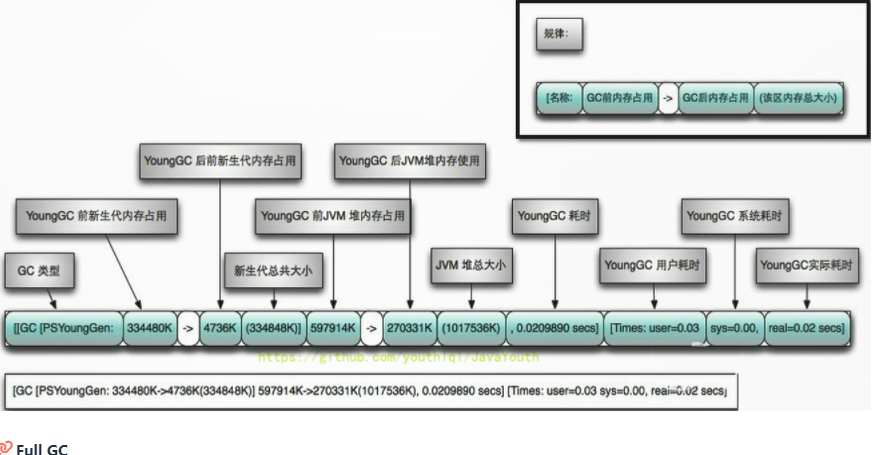 规律：
[名称: GC前内存占用 -> GC后内存占用 (该区内存总大小)
YoungGC 后前新生代内存占用 YoungGC 后JVM堆内存使用
YoungGC 前新生代内存占用 YoungGC 前JVM 堆内存占用 YoungGC 耗时 YoungGC 系统耗时
GC 类型 新生代总共大小 JVM 堆总大小 YoungGC 用户耗时 YoungGC实际耗时
[[GC [PSYoungGen: 334480K -> 4736K (334848K)] 597914K -> 270331K (1017536K) , 0.0209890 secs] [Times: user=0.03 sys=0.00, real=0.02 secs]
https://github.com/youthlql/JavaYouth
[GC [PSYoungGen: 334480K->4736K(334848K)] 597914K->270331K(1017536K), 0.0209890 secs] [Times: user=0.03 sys=0.00, real=0.02 secs]
Full GC